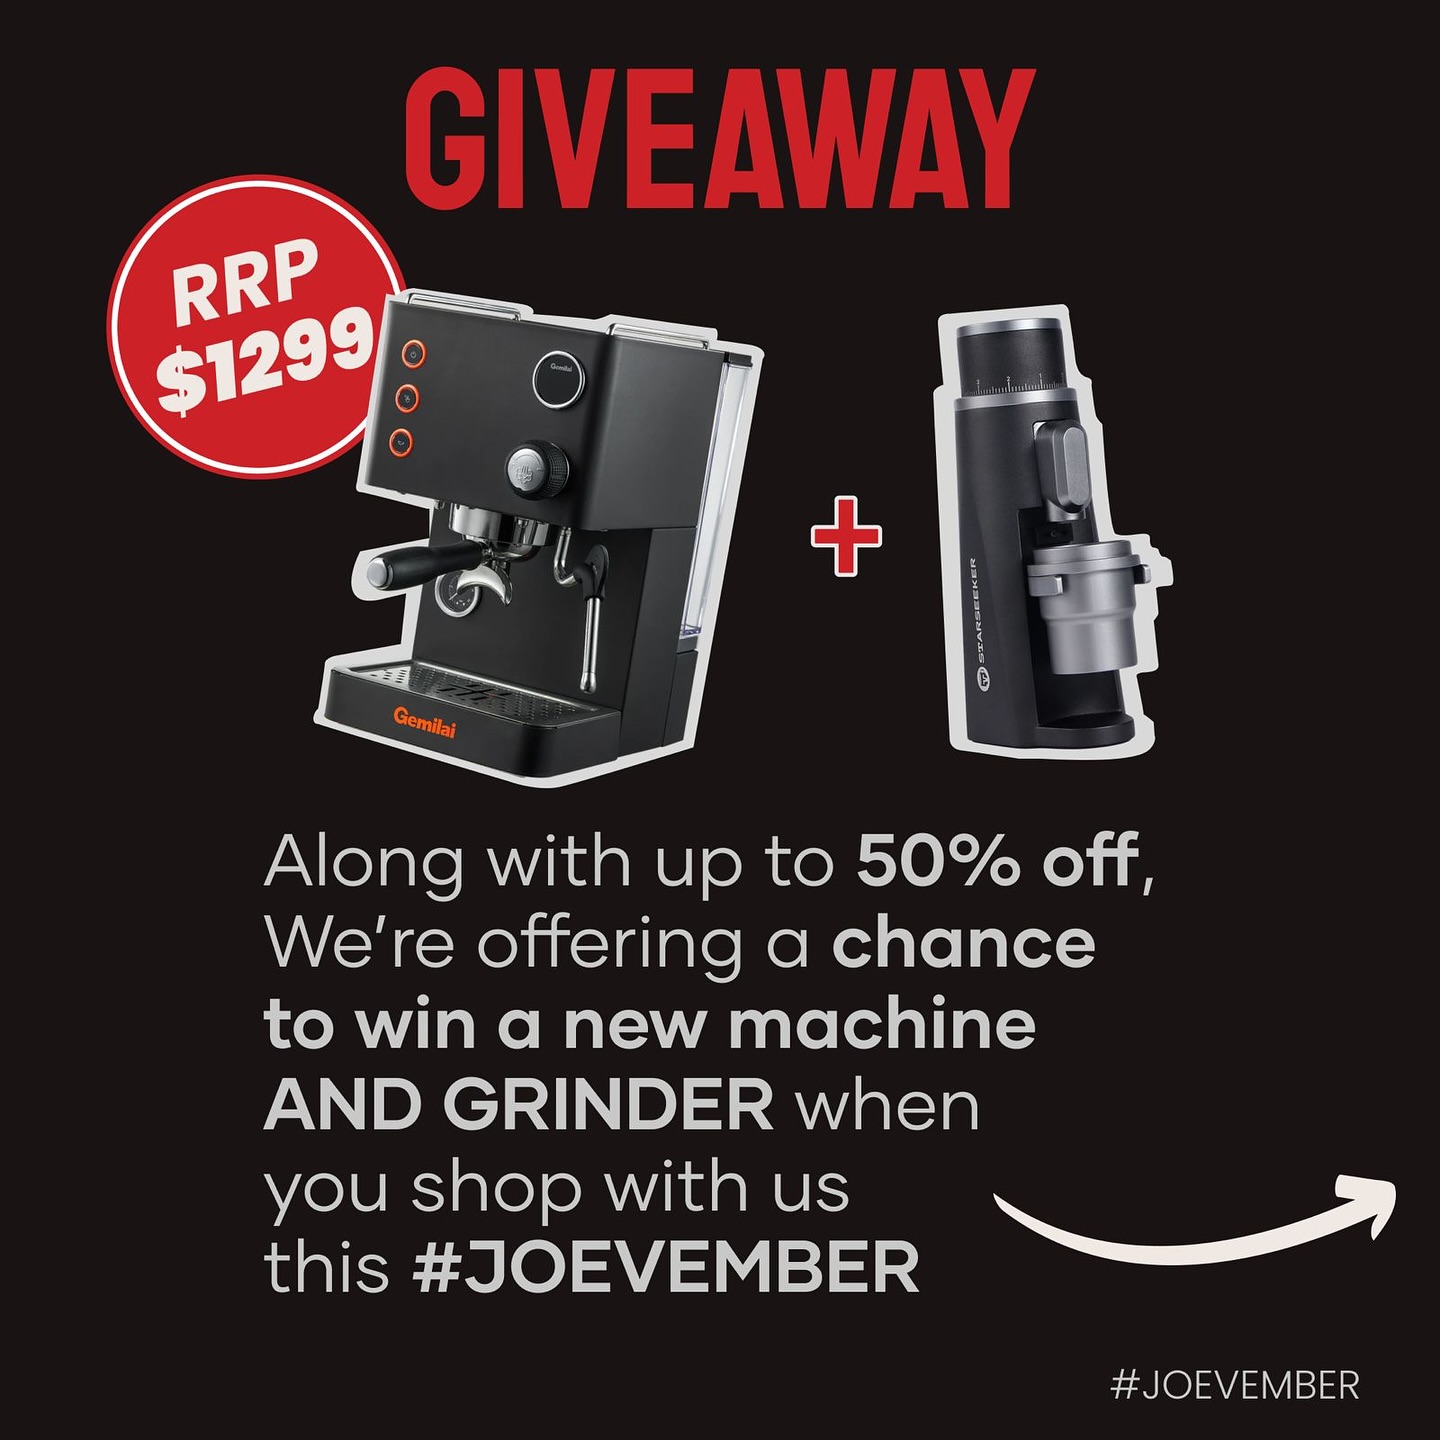 GIVEAWAY
RRP
$1299
Gemilai
Gemilai
STARSEEKER
Along with up to 50% off,
We're offering a chance
to win a new machine
AND GRINDER when
you shop with us
this #JOEVEMBER
#JOEVEMBER